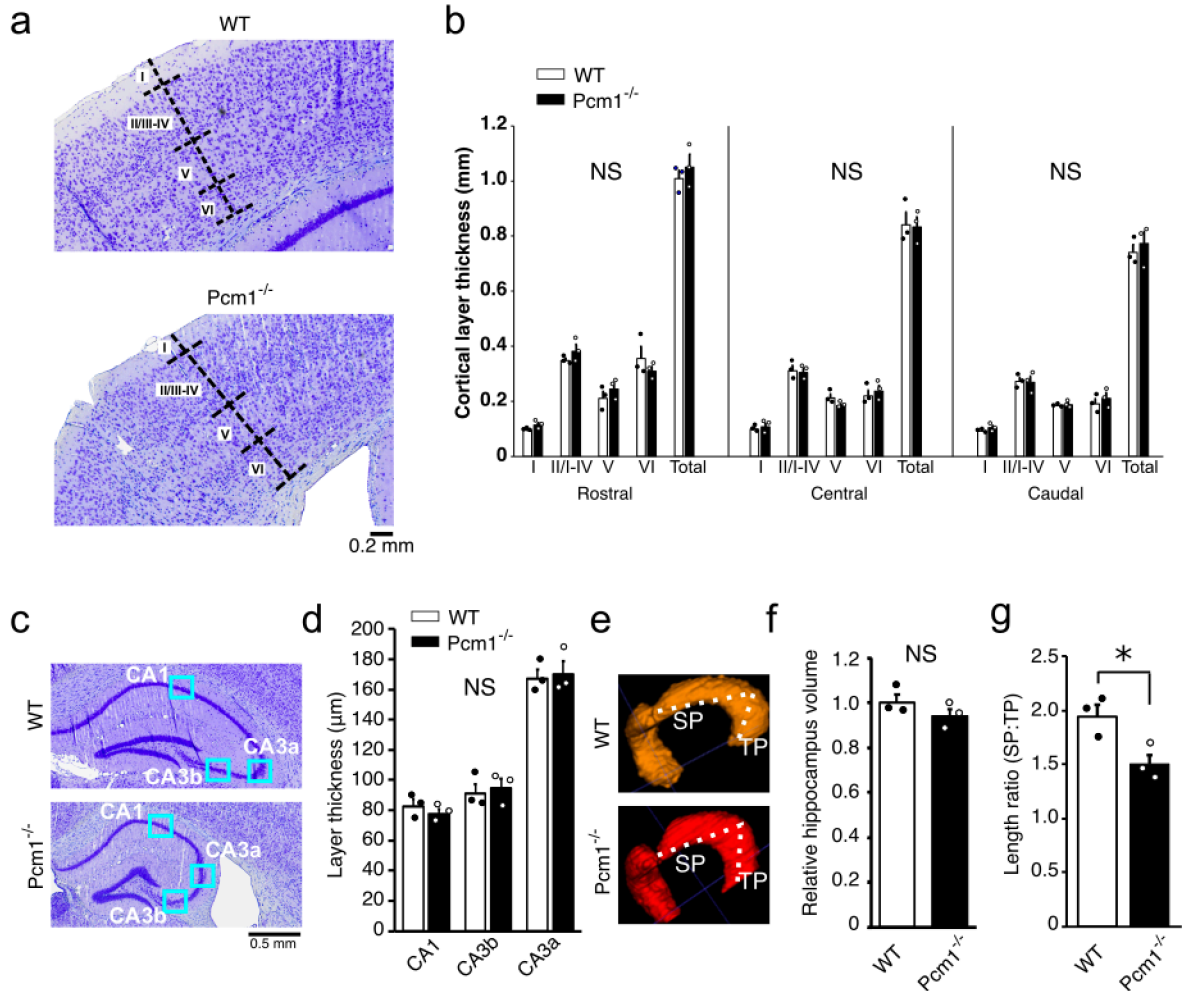 a
WT
I
II/III-IV
V
VI
Pcm1-/-
I
II/III-IV
V
VI
0.2 mm
b
WT
Pcm1-/-
Cortical layer thickness (mm)
1.2
1.0
0.8
0.6
0.4
0.2
0
NS
NS
NS
I II/I-IV V VI Total
I II/I-IV V VI Total
I II/I-IV V VI Total
Rostral
Central
Caudal
c
WT
CA1
CA3a
CA3b
Pcm1-/-
CA1
CA3a
CA3b
0.5 mm
d
WT
Pcm1-/-
Layer thickness (µm)
200
180
160
140
120
100
80
60
40
20
0
NS
CA1
CA3b
CA3a
e
WT
SP
TP
Pcm1-/-
SP
TP
f
Relative hippocampus volume
NS
1.2
1.0
0.8
0.6
0.4
0.2
0
WT
Pcm1-/-
g
Length ratio (SP:TP)
2.5
2.0
1.5
1.0
0.5
0
*
WT
Pcm1-/-